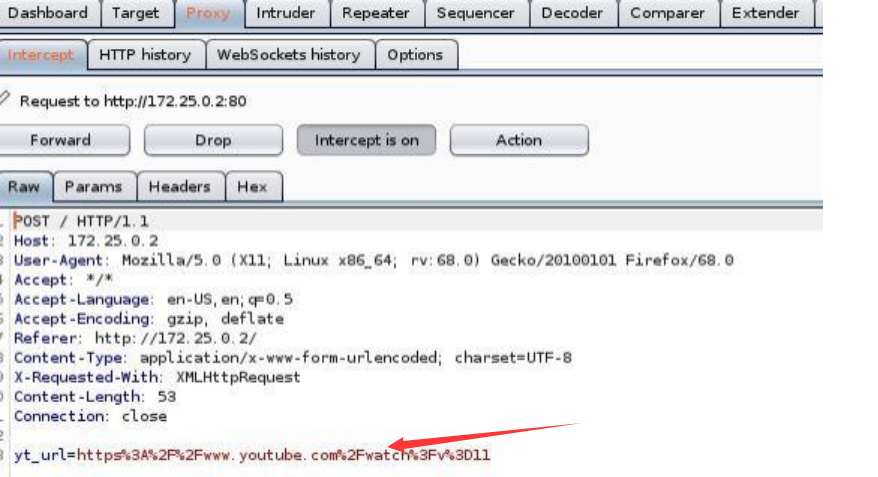 Dashboard Target Proxy Intruder Repeater Sequencer Decoder Comparer Extender
Intercept HTTP history WebSockets history Options
Request to http://172.25.0.2:80
Forward Drop Intercept is on Action
Raw Params Headers Hex
POST / HTTP/1.1
Host: 172.25.0.2
User-Agent: Mozilla/5.0 (X11; Linux x86_64; rv:68.0) Gecko/20100101 Firefox/68.0
Accept: */*
Accept-Language: en-US,en;q=0.5
Accept-Encoding: gzip, deflate
Referer: http://172.25.0.2/
Content-Type: application/x-www-form-urlencoded; charset=UTF-8
X-Requested-With: XMLHttpRequest
Content-Length: 53
Connection: close
yt_url=https%3A%2F%2Fwww.youtube.com%2Fwatch%3Fv%3D11